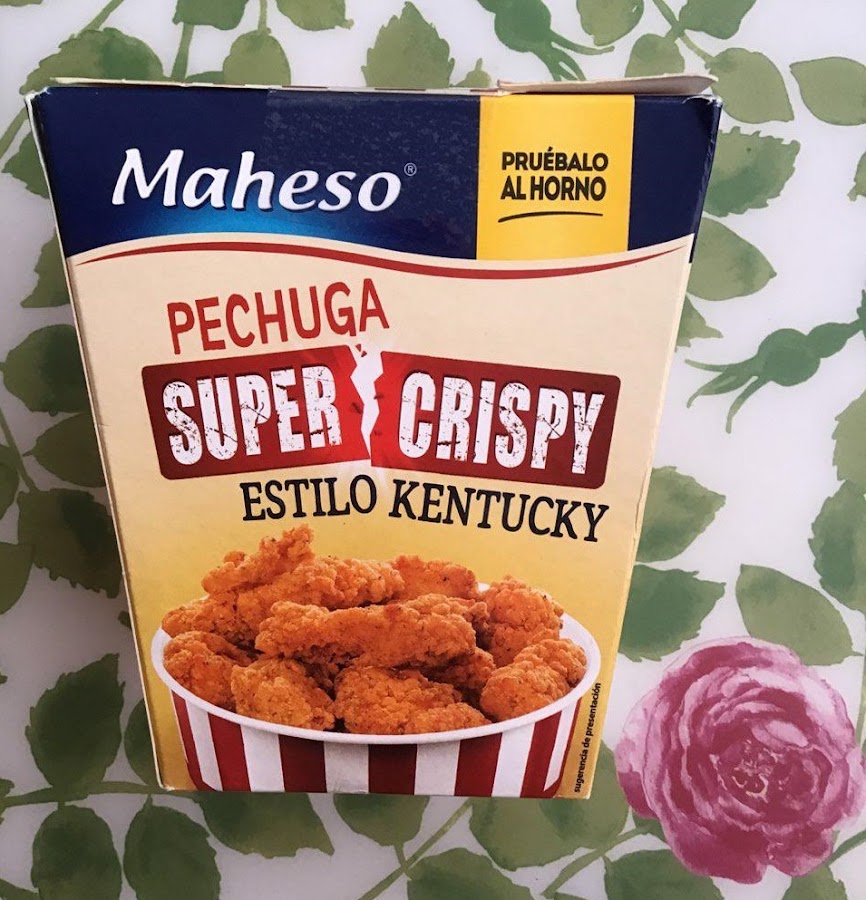 Maheso®
PRUÉBALO
AL HORNO
PECHUGA
SUPER CRISPY
ESTILO KENTUCKY
sugerencia de presentación